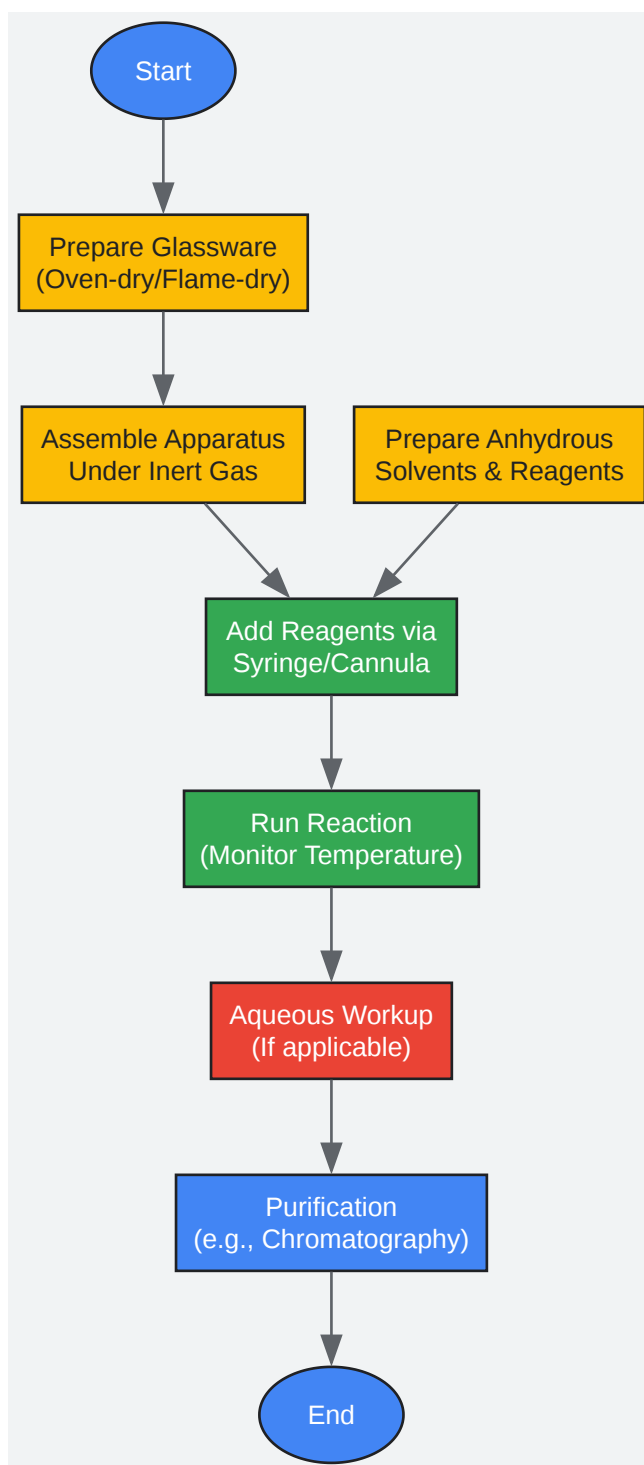 Start
Prepare Glassware
(Oven-dry/Flame-dry)
Assemble Apparatus
Under Inert Gas
Prepare Anhydrous
Solvents & Reagents
Add Reagents via
Syringe/Cannula
Run Reaction
(Monitor Temperature)
Aqueous Workup
(If applicable)
Purification
(e.g., Chromatography)
End